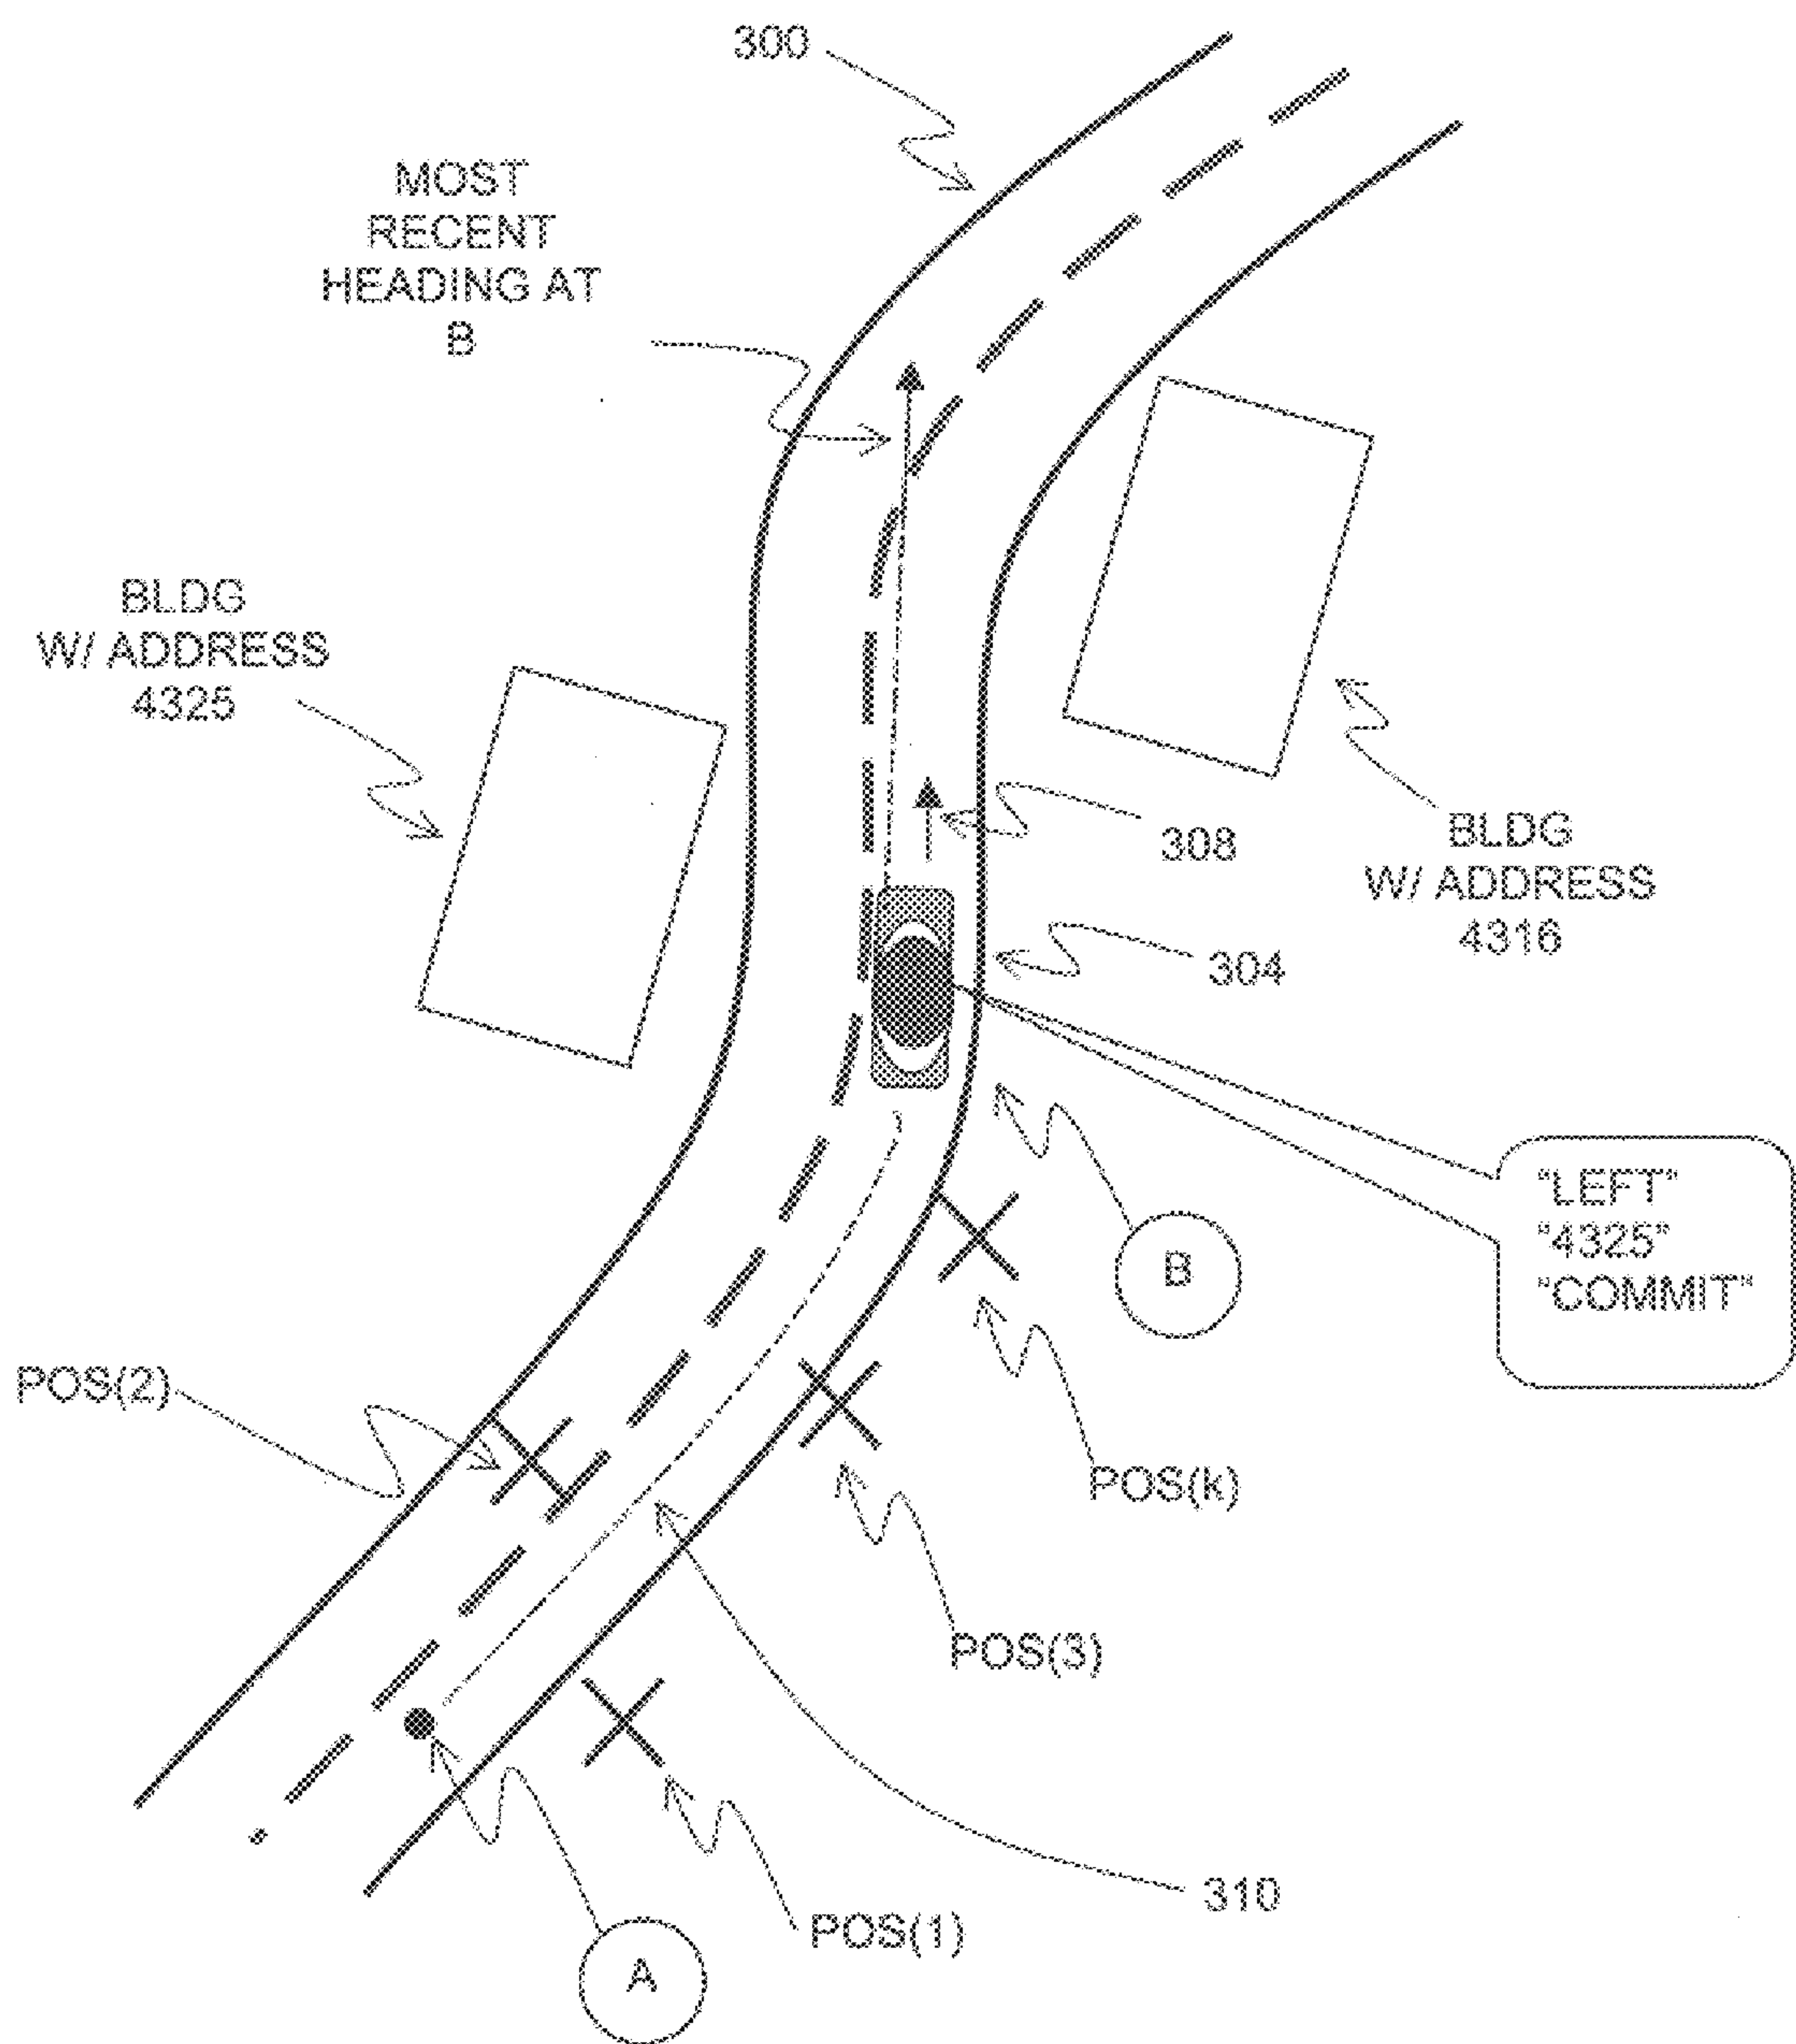 300
MOST
RECENT
HEADING AT
B
BLDG
W/ ADDRESS
4325
308
BLDG
W/ ADDRESS
4316
304
"LEFT"
"4325"
"COMMIT"
B
POS(2)
POS(k)
POS(3)
310
POS(1)
A